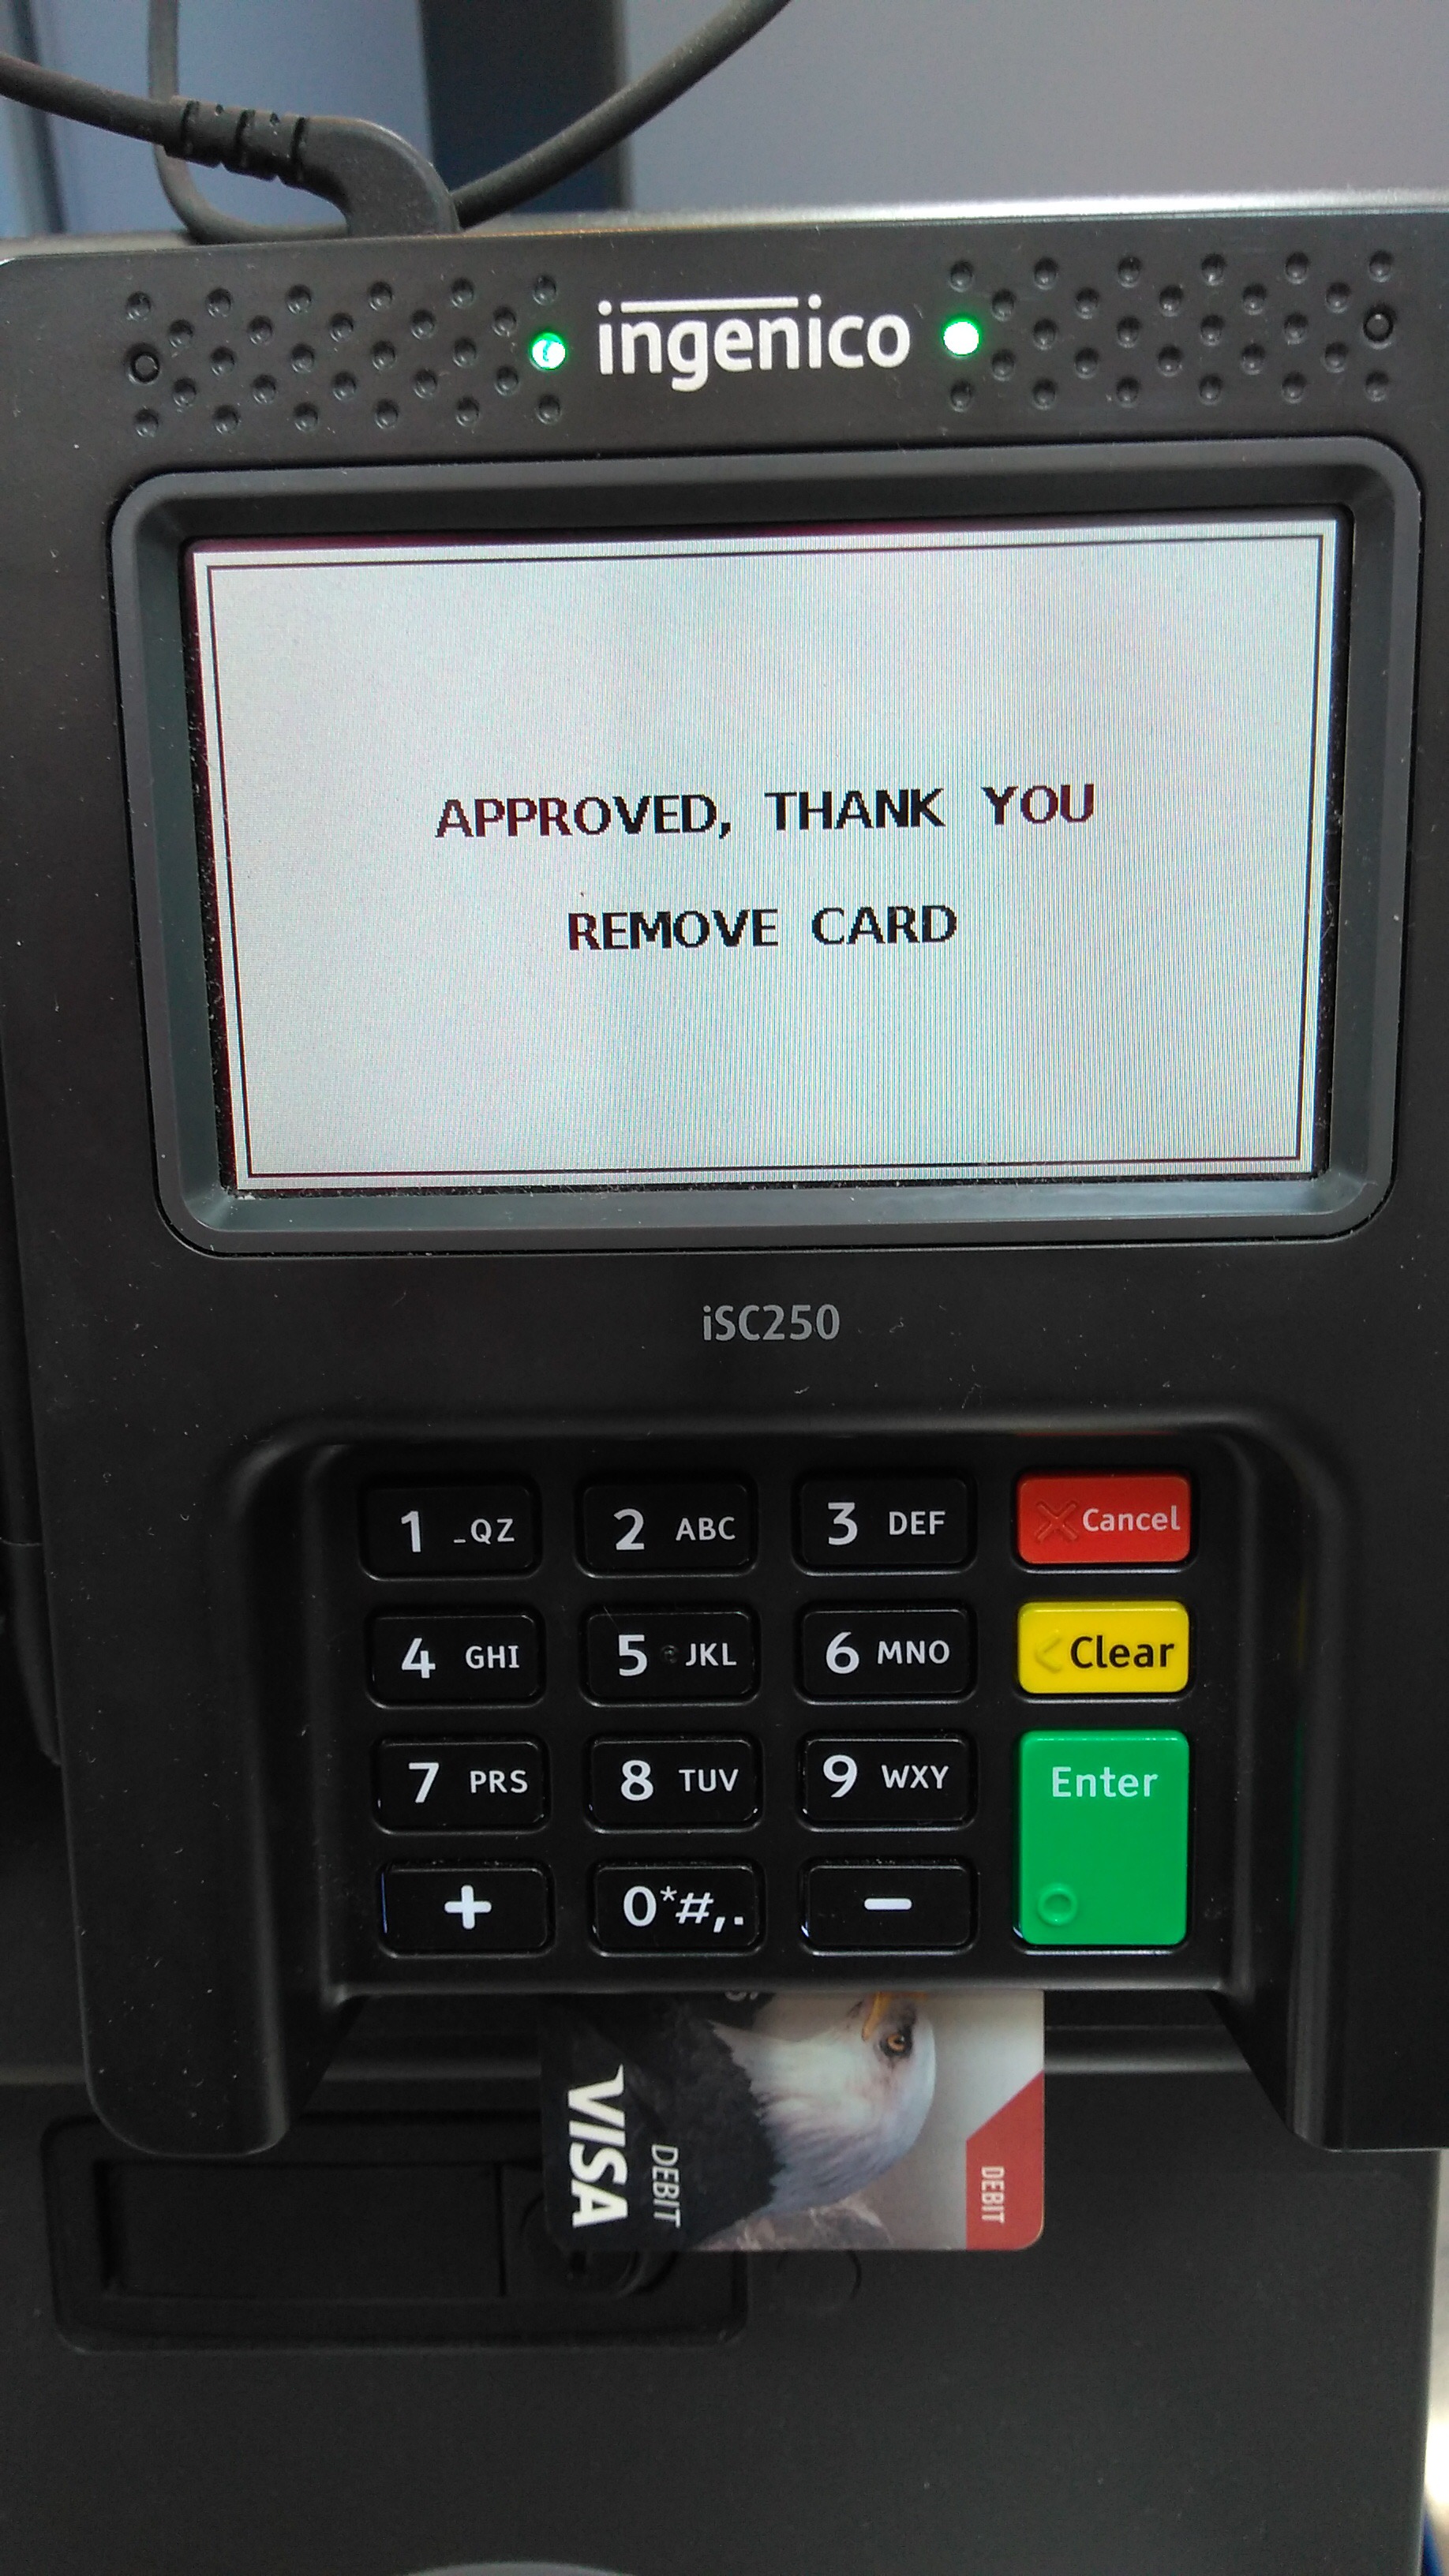 ingenico
APPROVED, THANK YOU
REMOVE CARD
iSC250
1 _QZ 2 ABC 3 DEF Cancel
4 GHI 5 JKL 6 MNO Clear
7 PRS 8 TUV 9 WXY Enter
+ 0*#,. -
VISA
DEBIT
DEBIT